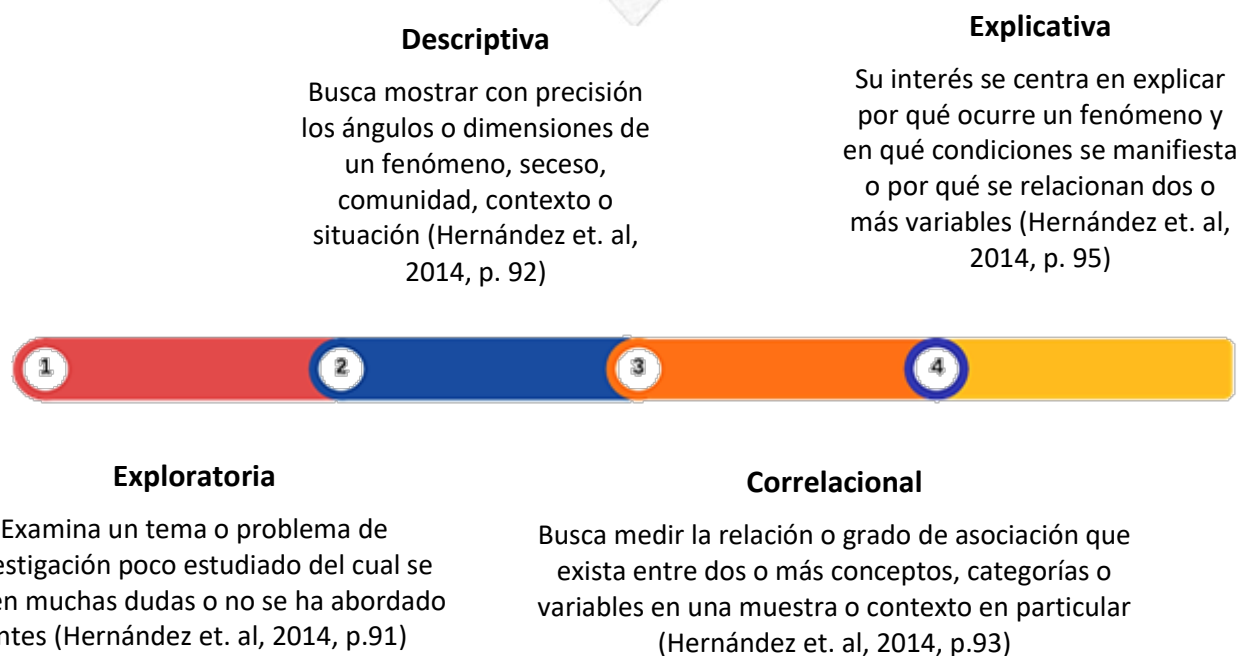 Descriptiva
Busca mostrar con precisión
los ángulos o dimensiones de
un fenómeno, seceso,
comunidad, contexto o
situación (Hernández et. al,
2014, p. 92)
Explicativa
Su interés se centra en explicar
por qué ocurre un fenómeno y
en qué condiciones se manifiesta
o por qué se relacionan dos o
más variables (Hernández et. al,
2014, p. 95)
1
2
3
4
Exploratoria
Examina un tema o problema de
estigación poco estudiado del cual se
en muchas dudas o no se ha abordado
ntes (Hernández et. al, 2014, p.91)
Correlacional
Busca medir la relación o grado de asociación que
exista entre dos o más conceptos, categorías o
variables en una muestra o contexto en particular
(Hernández et. al, 2014, p.93)